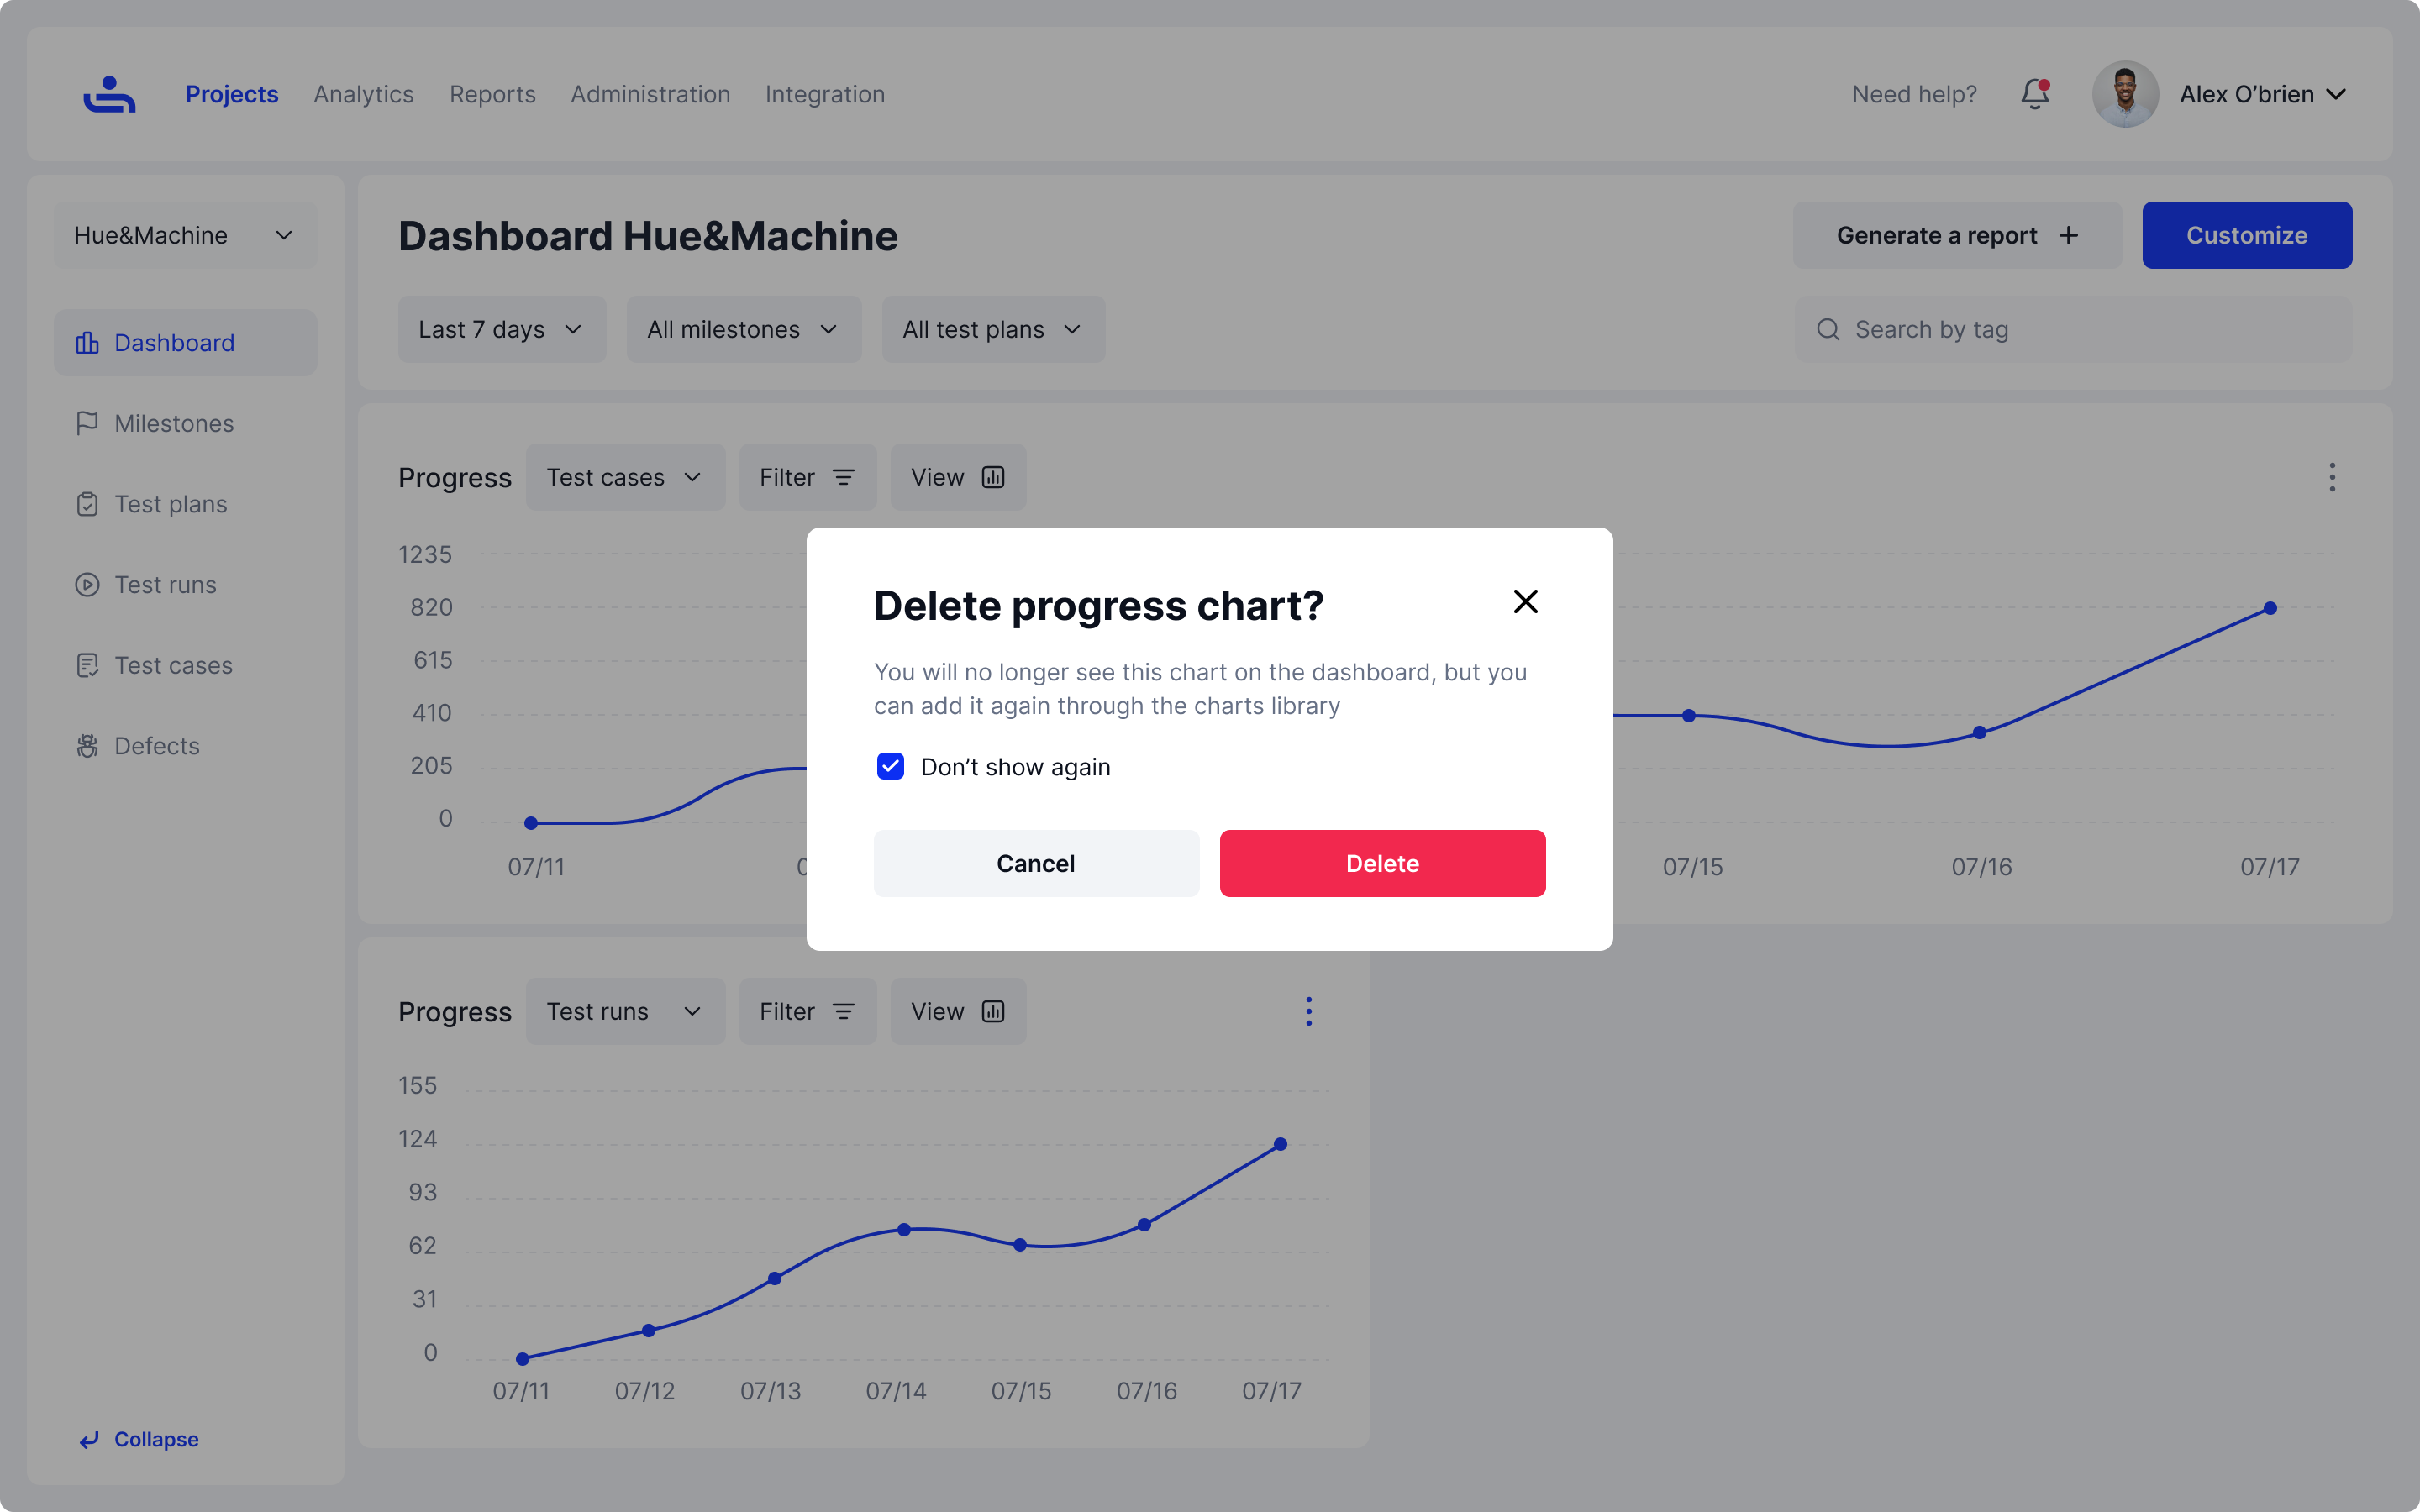 Projects
Analytics
Reports
Administration
Integration
Need help?
Alex O’brien
Hue&Machine
Dashboard
Milestones
Test plans
Test runs
Test cases
Defects
Collapse
Dashboard Hue&Machine
Generate a report
Customize
Last 7 days
All milestones
All test plans
Search by tag
Progress
Test cases
Filter
View
1235
820
615
410
205
0
07/11
07/15
07/16
07/17
Delete progress chart?
You will no longer see this chart on the dashboard, but you
can add it again through the charts library
Don’t show again
Cancel
Delete
Progress
Test runs
Filter
View
155
124
93
62
31
0
07/11
07/12
07/13
07/14
07/15
07/16
07/17